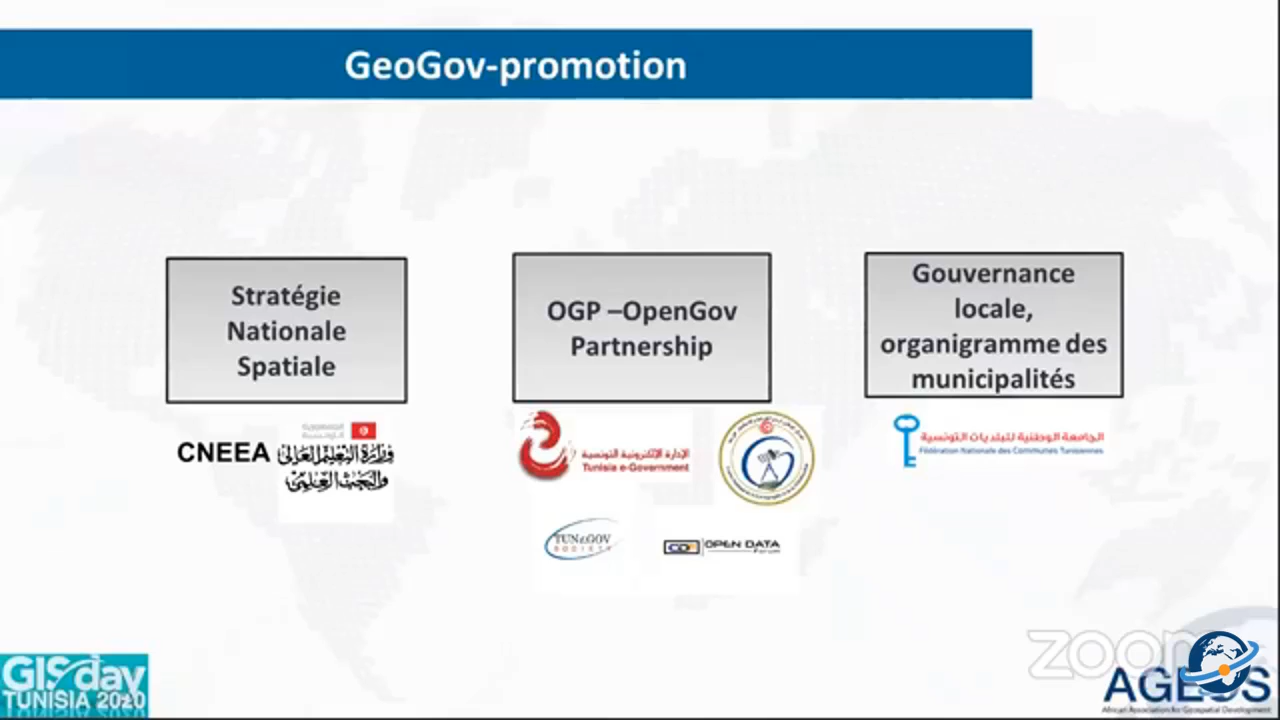 GeoGov-promotion
Stratégie
Nationale
Spatiale
OGP –OpenGov
Partnership
Gouvernance
locale,
organigramme des
municipalités
CNEEA
وزارة التعليم العالي
والبحث العلمي
الإدارة الإلكترونية التونسية
Tunisia e-Government
TUNeGOV
SOCIETY
OPEN DATA
Forum
الجامعة الوطنية للبلديات التونسية
Fédération Nationale des Communes Tunisiennes
GISday
TUNISIA 2020
zoom
AGEOS
African Association for Geospatial Development